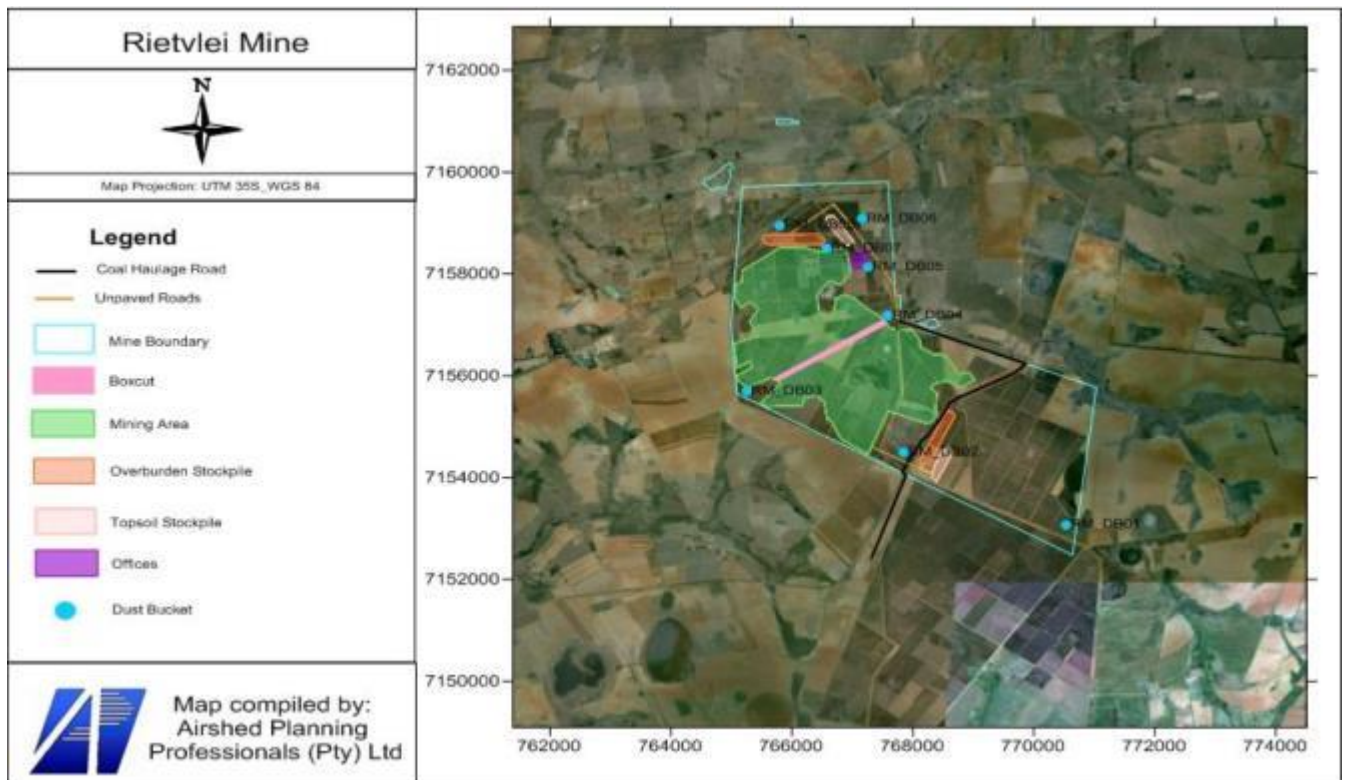 Rietvlei Mine
N
Map Projection: UTM 35S_WGS 84
Legend
Coal Haulage Road
Unpaved Roads
Mine Boundary
Boxcut
Mining Area
Overburden Stockpile
Topsoil Stockpile
Offices
Dust Bucket
Map compiled by:
Airshed Planning
Professionals (Pty) Ltd
7162000
7160000
7158000
7156000
7154000
7152000
7150000
RM_DB06
RM_DB05
RM_DB04
RM_DB03
RM_DB01
762000 764000 766000 768000 770000 772000 774000